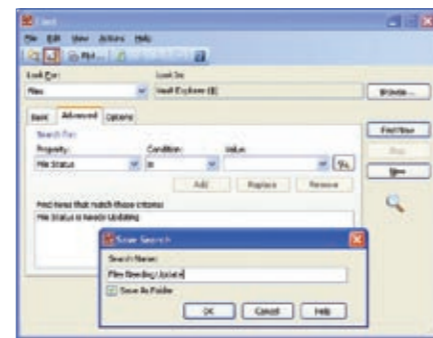 Find
File Edit View Actions Help
Look For: Look In:
Files Vault Explorer ($) Browse...
Basic Advanced Options
Find Now
Search For:
Property: Condition: Value:
Stop
File Status is
New
Add Replace Remove
Find items that match these criteria:
File Status is Needs Updating
Save Search
Search Name:
Files Needing Update
Save As Folder
OK Cancel Help